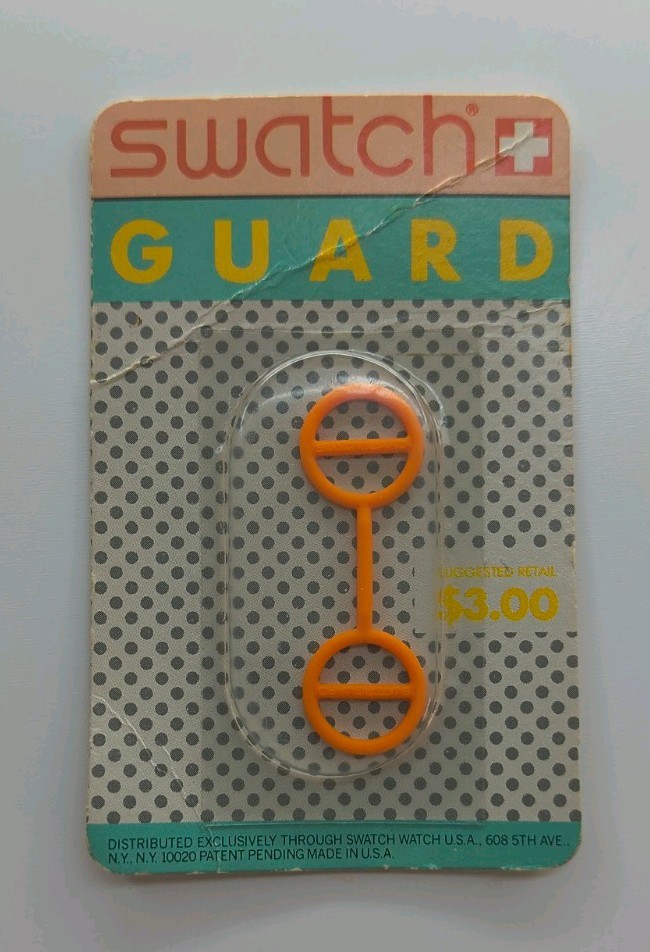 swatch®
GUARD
SUGGESTED RETAIL
$3.00
DISTRIBUTED EXCLUSIVELY THROUGH SWATCH WATCH U.S.A., 608 5TH AVE.,
N.Y., N.Y. 10020 PATENT PENDING MADE IN U.S.A.